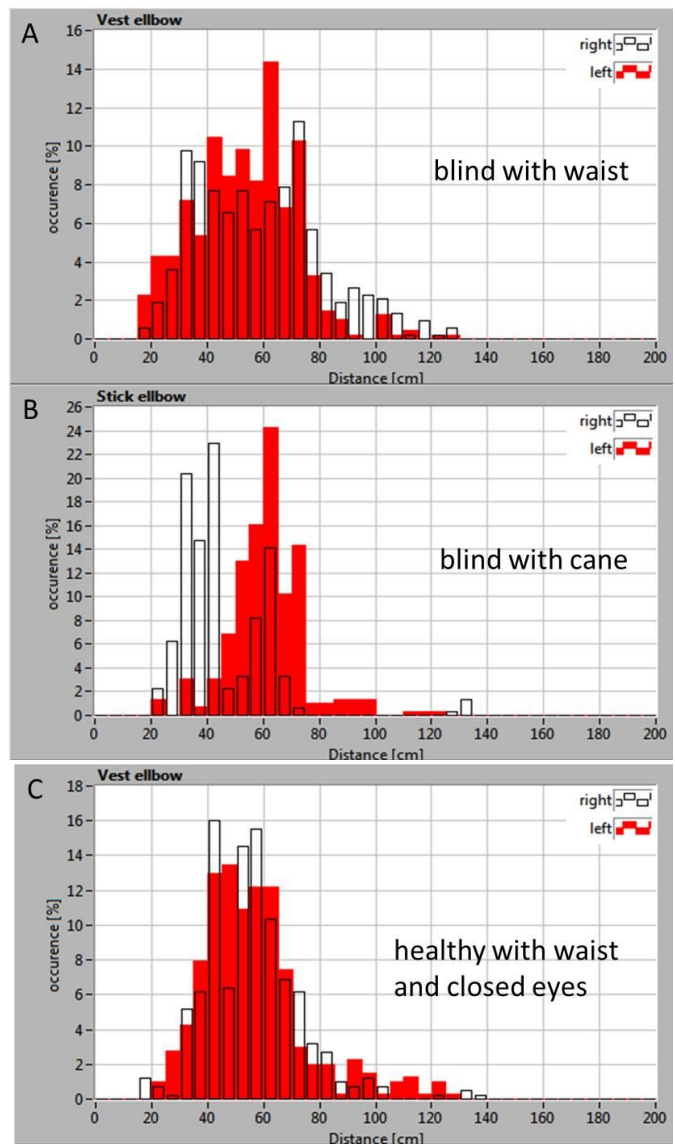 A
Vest ellbow
right
left
blind with waist
occurence [%]
16
14
12
10
8
6
4
2
0
0 20 40 60 80 100 120 140 160 180 200
Distance [cm]
B
Stick ellbow
right
left
blind with cane
occurence [%]
26
24
22
20
18
16
14
12
10
8
6
4
2
0
0 20 40 60 80 100 120 140 160 180 200
Distance [cm]
C
Vest ellbow
right
left
healthy with waist
and closed eyes
occurence [%]
18
16
14
12
10
8
6
4
2
0
0 20 40 60 80 100 120 140 160 180 200
Distance [cm]